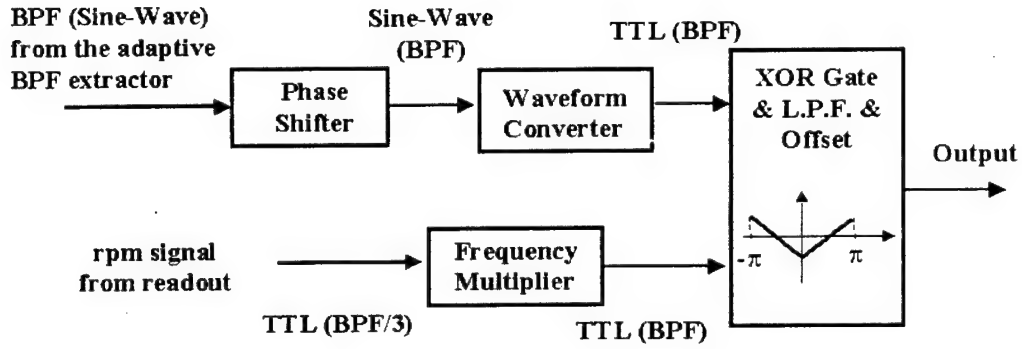 BPF (Sine-Wave)
from the adaptive
BPF extractor
Phase
Shifter
Sine-Wave
(BPF)
Waveform
Converter
TTL (BPF)
XOR Gate
& L.P.F. &
Offset
-π
π
Output
rpm signal
from readout
TTL (BPF/3)
Frequency
Multiplier
TTL (BPF)